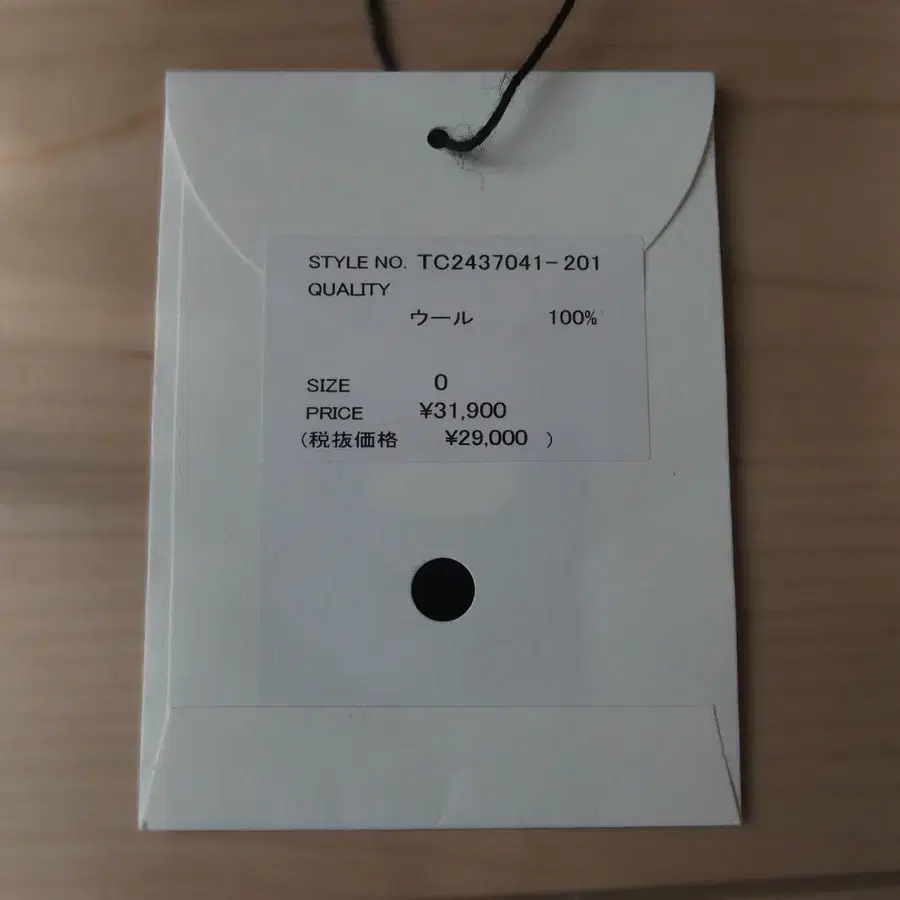 STYLE NO. TC2437041-201
QUALITY
ウール 100%
SIZE 0
PRICE ¥31,900
(税抜価格 ¥29,000 )